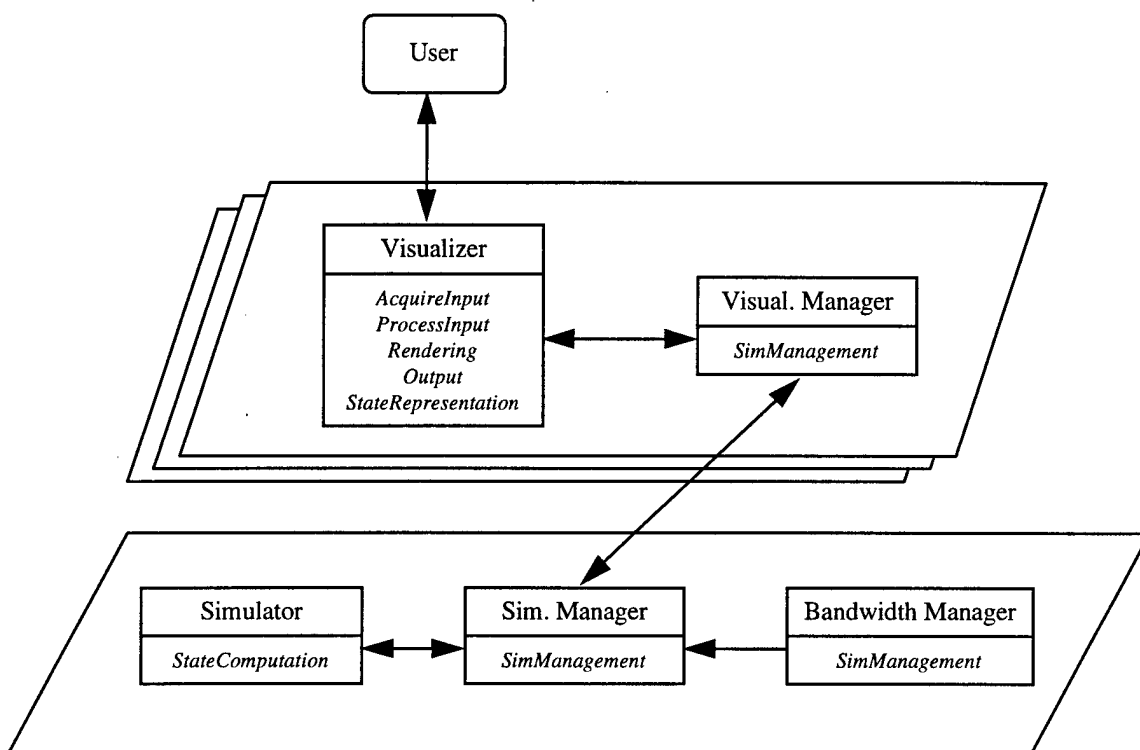 User
Visualizer
AcquireInput
ProcessInput
Rendering
Output
StateRepresentation
Visual. Manager
SimManagement
Simulator
StateComputation
Sim. Manager
SimManagement
Bandwidth Manager
SimManagement